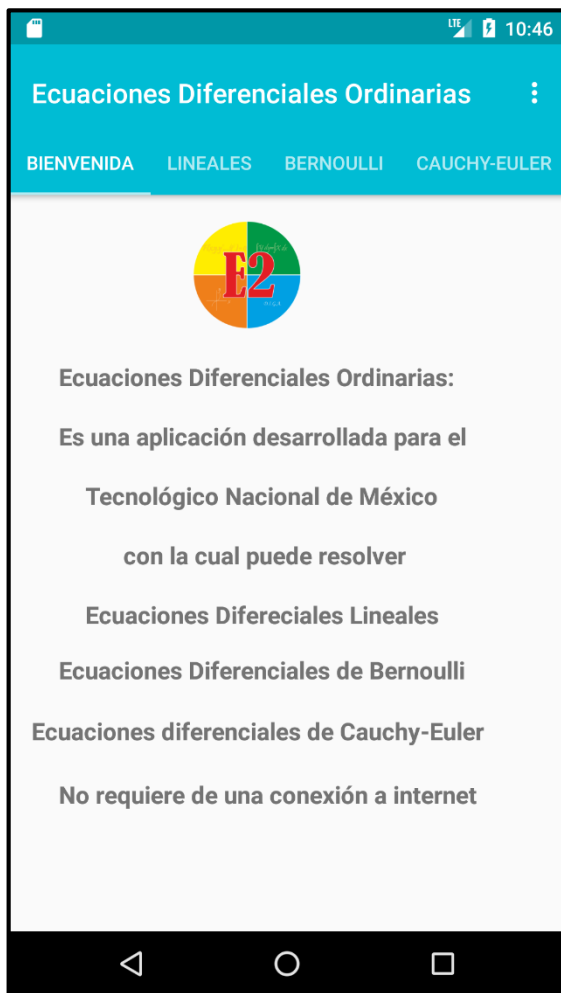 LTE 10:46
Ecuaciones Diferenciales Ordinarias
BIENVENIDA LINEALES BERNOULLI CAUCHY-EULER
E2
Ecuaciones Diferenciales Ordinarias:
Es una aplicación desarrollada para el
Tecnológico Nacional de México
con la cual puede resolver
Ecuaciones Difereciales Lineales
Ecuaciones Diferenciales de Bernoulli
Ecuaciones diferenciales de Cauchy-Euler
No requiere de una conexión a internet